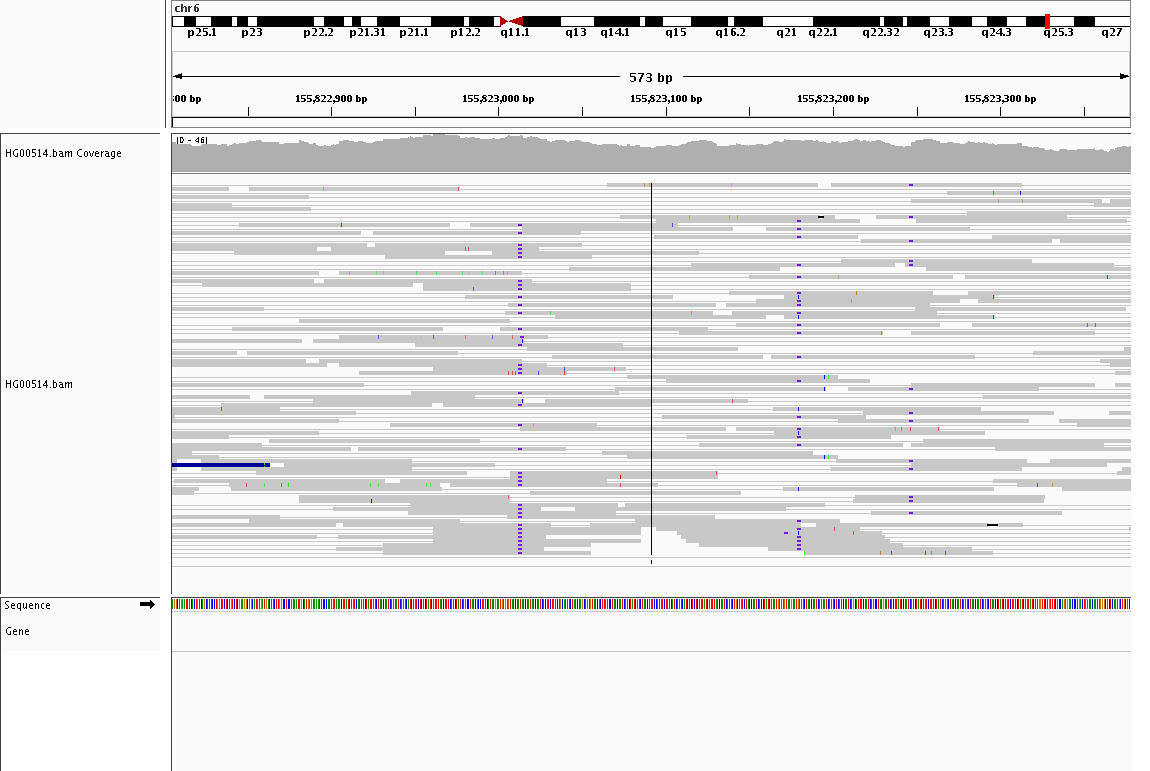 chr6
p25.1 p23 p22.2 p21.31 p21.1 p12.2 q11.1 q13 q14.1 q15 q16.2 q21 q22.1 q22.32 q23.3 q24.3 q25.3 q27
573 bp
00 bp 155,822,900 bp 155,823,000 bp 155,823,100 bp 155,823,200 bp 155,823,300 bp
[0 - 46]
HG00514.bam Coverage
HG00514.bam
Sequence
Gene